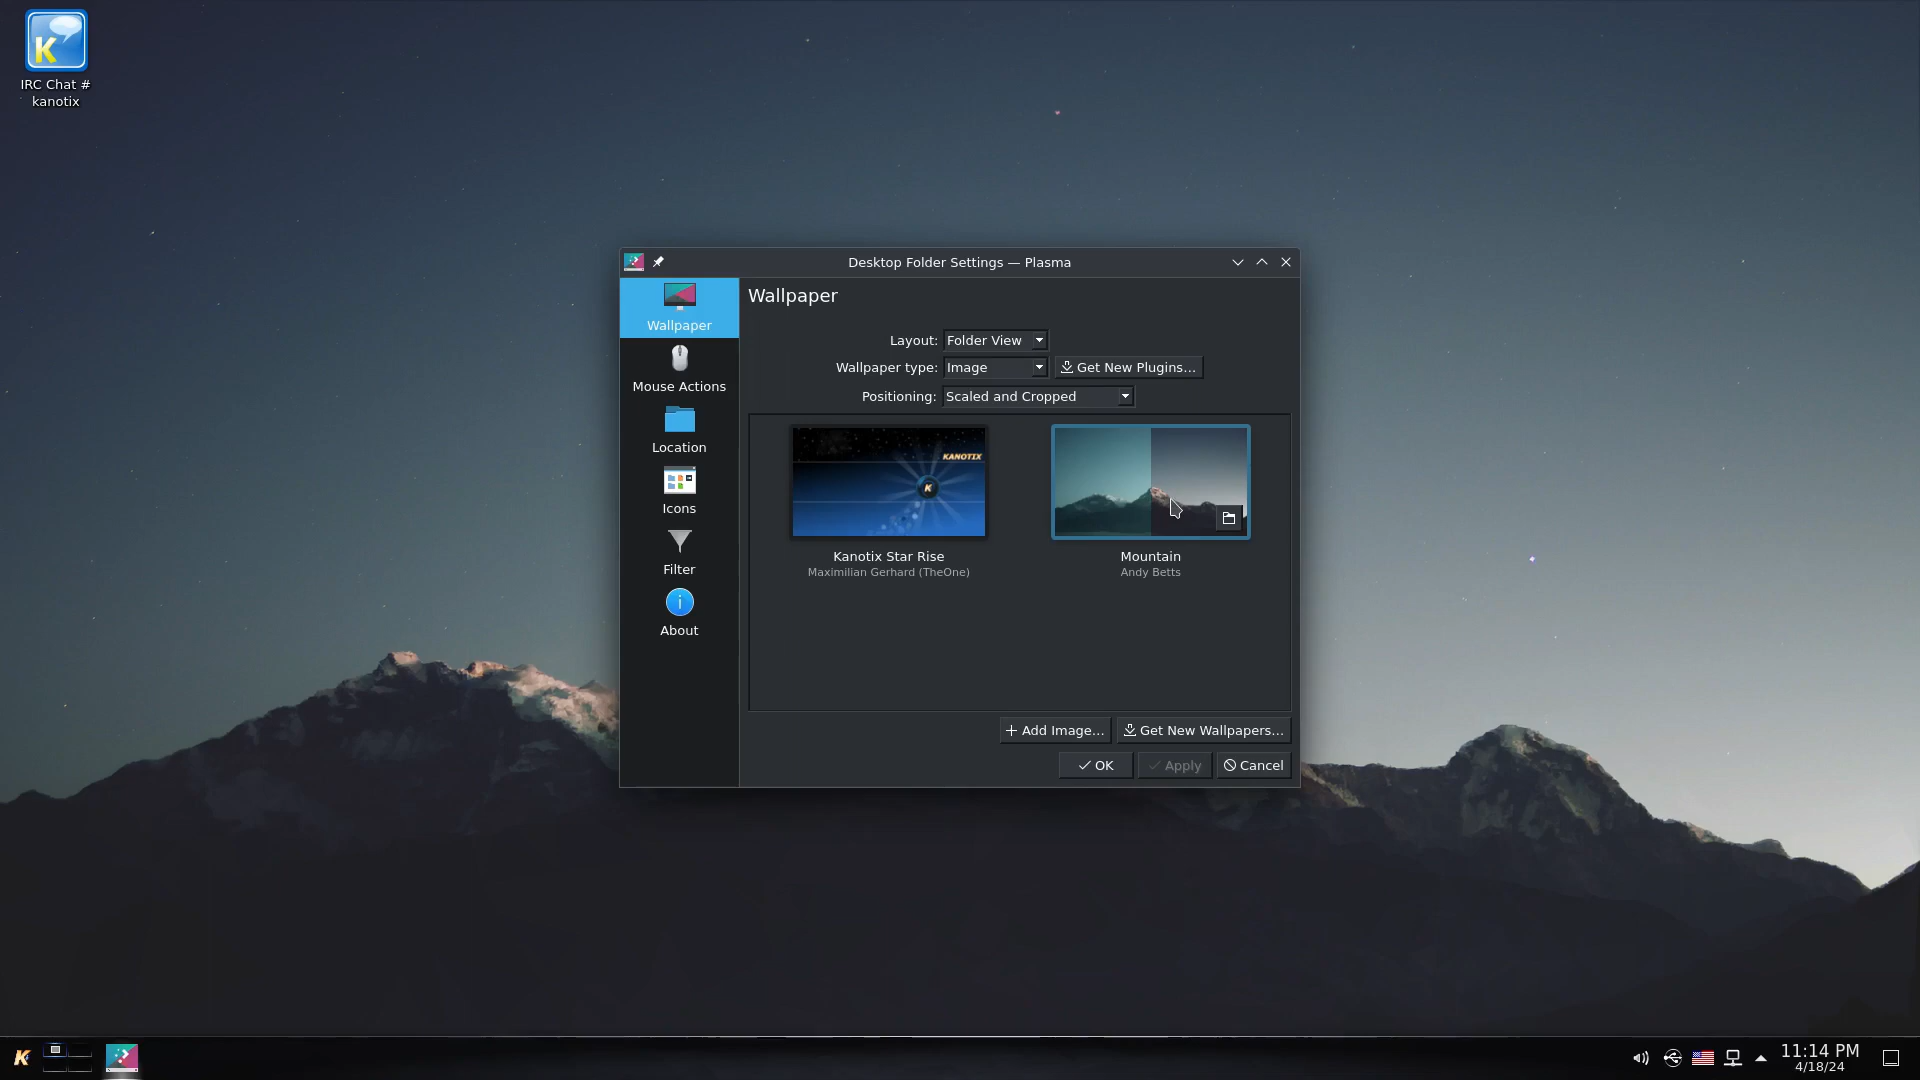 IRC Chat #
kanotix
Desktop Folder Settings — Plasma
Wallpaper
Mouse Actions
Location
Icons
Filter
About
Wallpaper
Layout: Folder View
Wallpaper type: Image Get New Plugins...
Positioning: Scaled and Cropped
KANOTIX
K
Kanotix Star Rise
Maximilian Gerhard (TheOne)
Mountain
Andy Betts
Add Image...
Get New Wallpapers...
OK
Apply
Cancel
K
11:14 PM
4/18/24